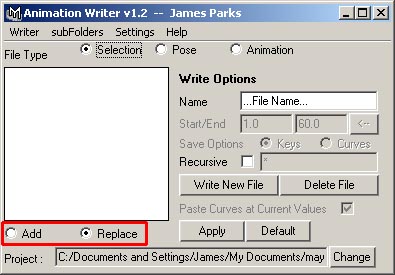 Animation Writer v1.2 -- James Parks
Writer subFolders Settings Help
File Type Selection Pose Animation
Write Options
Name ...File Name...
Start/End 1.0 60.0 <--
Save Options Keys Curves
Recursive *
Write New File Delete File
Paste Curves at Current Values
Add Replace Apply Default
Project : C:/Documents and Settings/James/My Documents/may Change